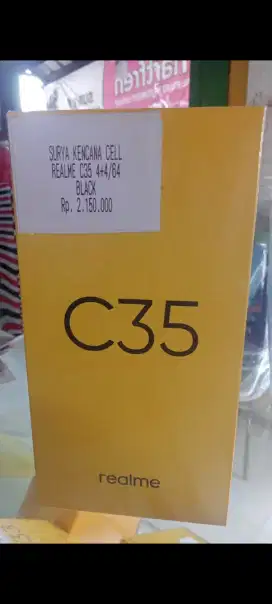 SURYA KENCANA CELL
REALME C35 4+4/64
BLACK
Rp. 2.150.000
C35
realme